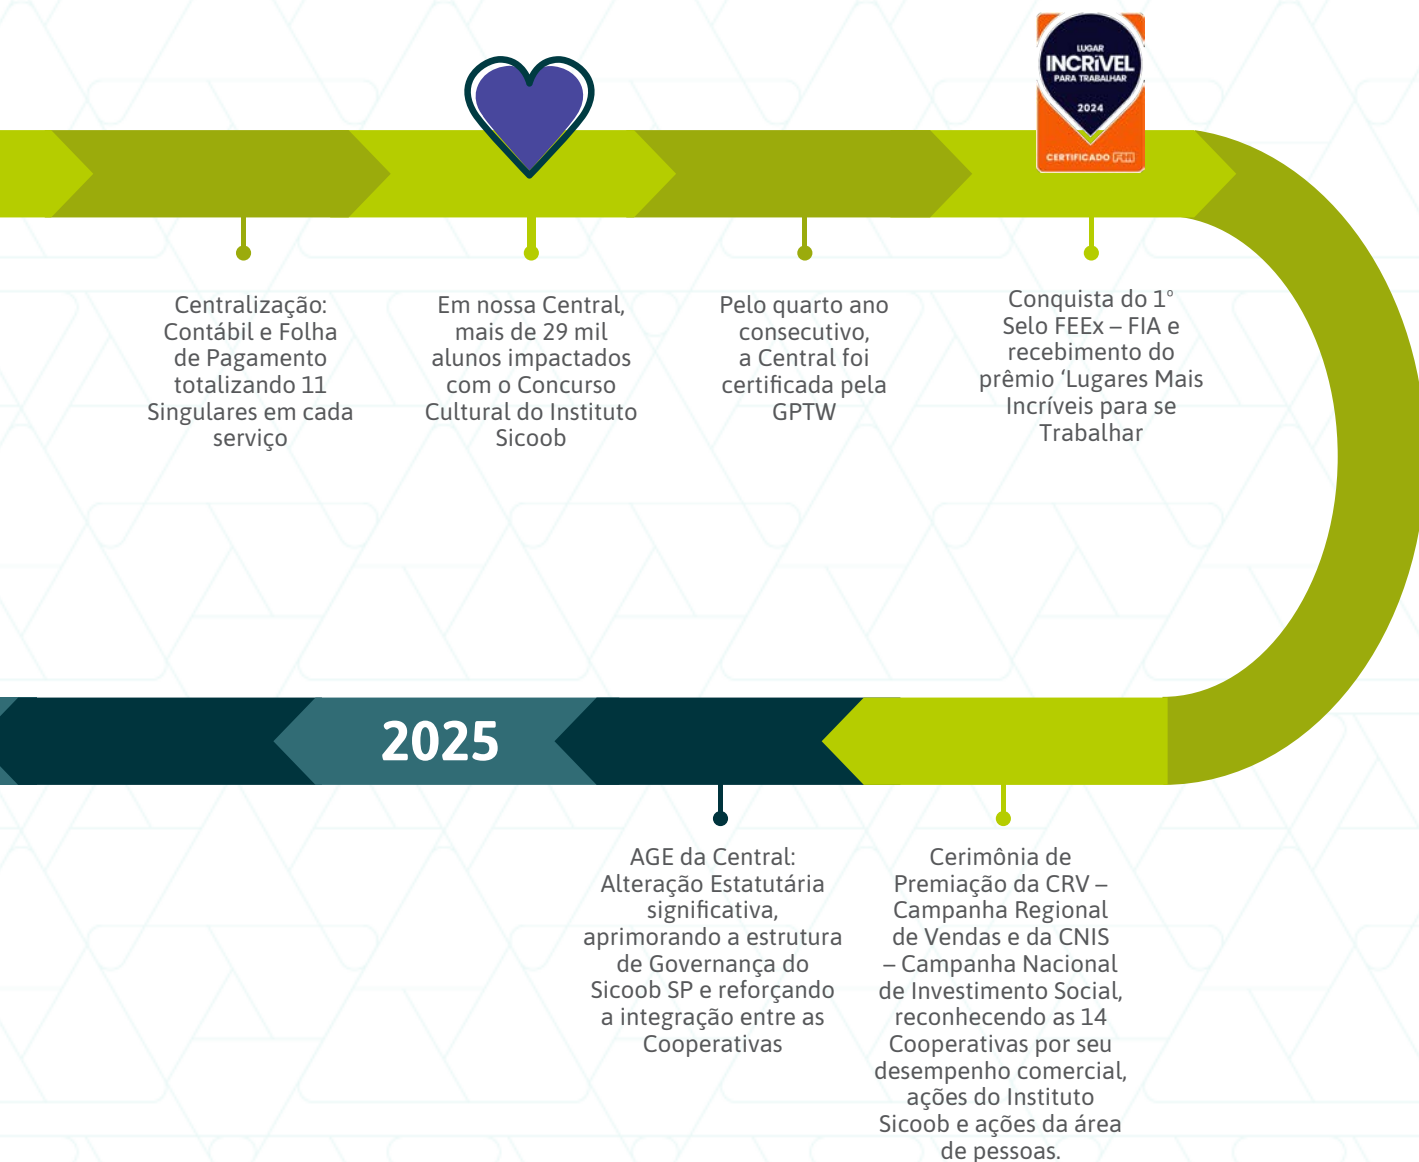 LUGAR
INCRíVEL
PARA TRABALHAR
2024
CERTIFICADO FIA
Centralização:
Contábil e Folha
de Pagamento
totalizando 11
Singulares em cada
serviço
Em nossa Central,
mais de 29 mil
alunos impactados
com o Concurso
Cultural do Instituto
Sicoob
Pelo quarto ano
consecutivo,
a Central foi
certificada pela
GPTW
Conquista do 1º
Selo FEEx – FIA e
recebimento do
prêmio ‘Lugares Mais
Incríveis para se
Trabalhar
2025
AGE da Central:
Alteração Estatutária
significativa,
aprimorando a estrutura
de Governança do
Sicoob SP e reforçando
a integração entre as
Cooperativas
Cerimônia de
Premiação da CRV –
Campanha Regional
de Vendas e da CNIS
– Campanha Nacional
de Investimento Social,
reconhecendo as 14
Cooperativas por seu
desempenho comercial,
ações do Instituto
Sicoob e ações da área
de pessoas.